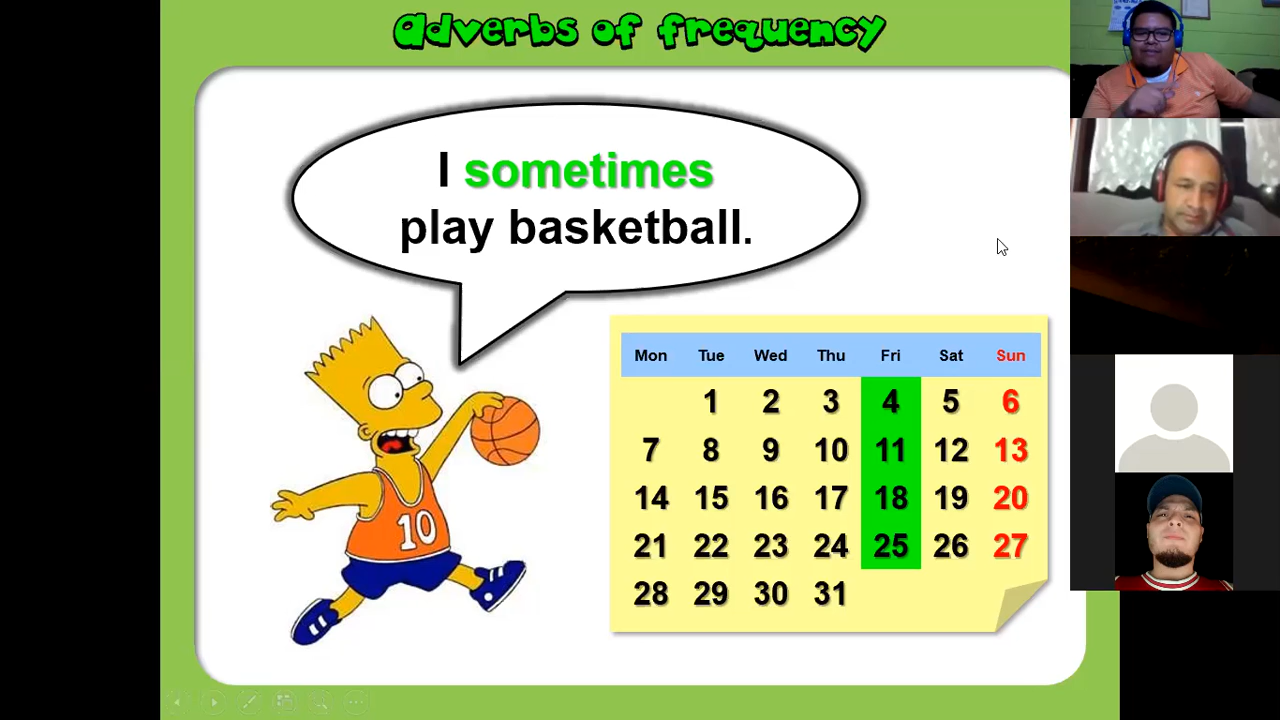 Adverbs of frequency
I sometimes
play basketball.
10
Mon Tue Wed Thu Fri Sat Sun
1 2 3 4 5 6
7 8 9 10 11 12 13
14 15 16 17 18 19 20
21 22 23 24 25 26 27
28 29 30 31